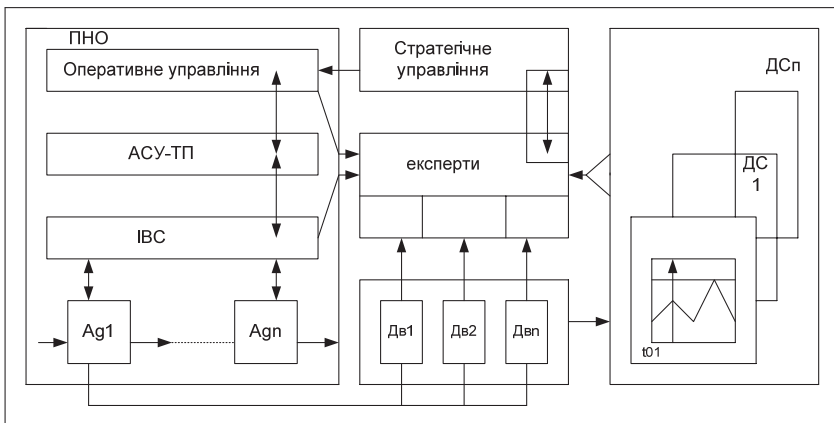 ПНО
Оперативне управління
АСУ-ТП
ІВС
Ag1
Agn
Стратегічне
управління
експерти
Дв1
Дв2
Двn
ДСп
ДС
1
t01